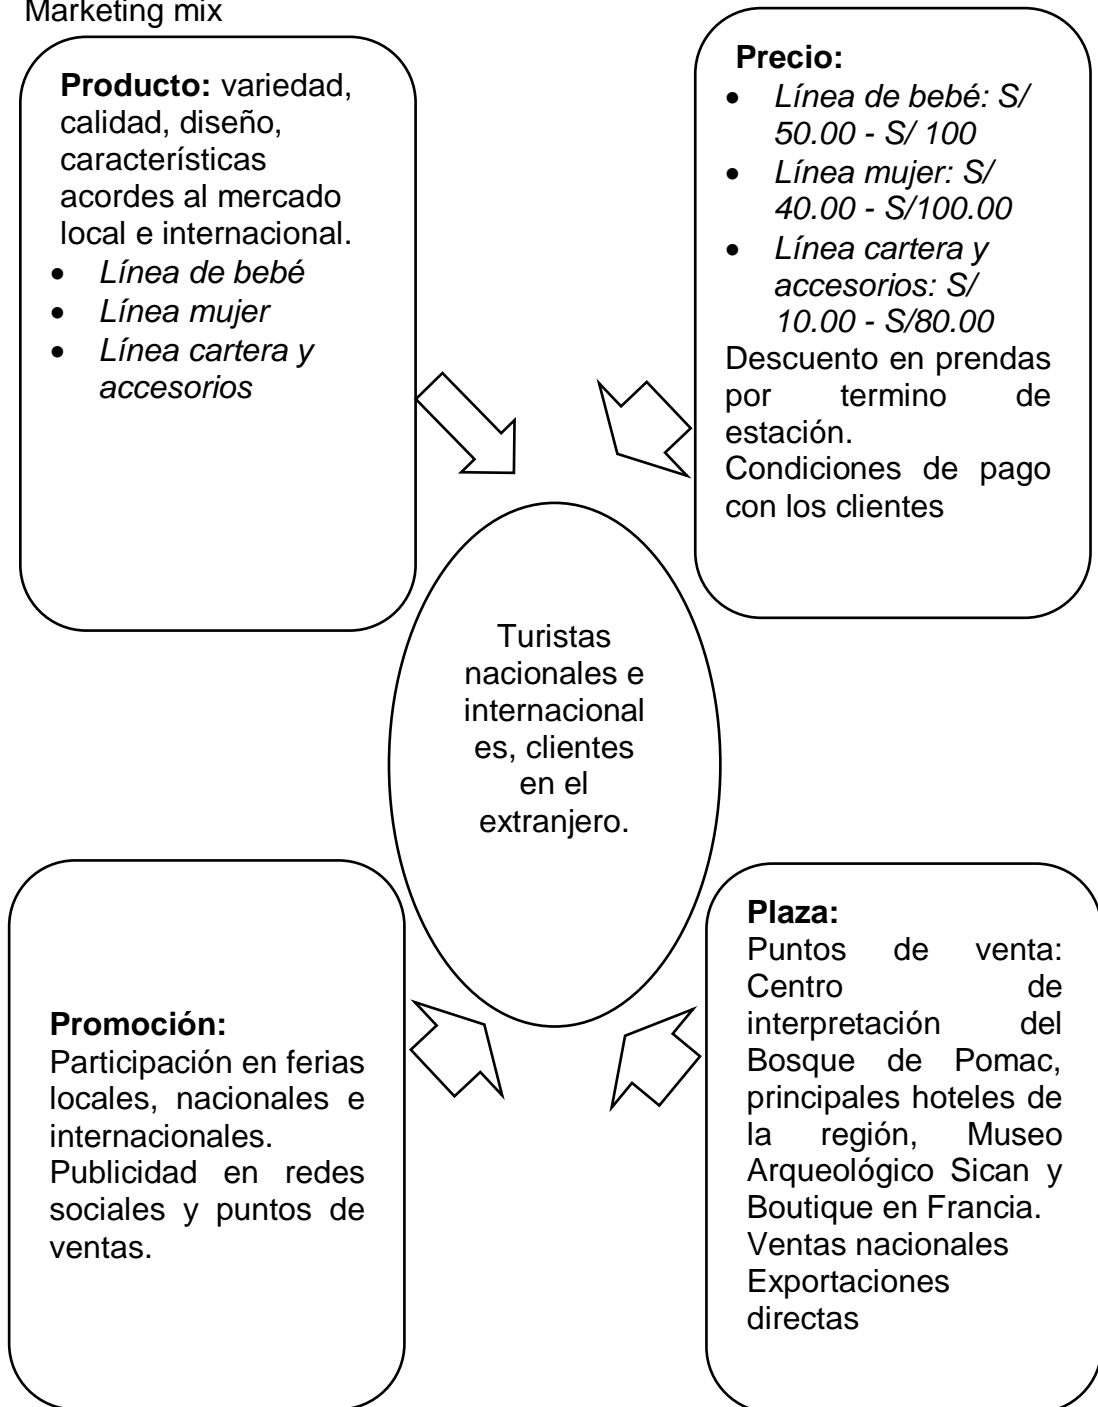 Marketing mix
Producto: variedad,
calidad, diseño,
características
acordes al mercado
local e internacional.
• Línea de bebé
• Línea mujer
• Línea cartera y
accesorios
Precio:
• Línea de bebé: S/
50.00 - S/ 100
• Línea mujer: S/
40.00 - S/100.00
• Línea cartera y
accesorios: S/
10.00 - S/80.00
Descuento en prendas
por termino de
estación.
Condiciones de pago
con los clientes
Turistas
nacionales e
internacional
es, clientes
en el
extranjero.
Promoción:
Participación en ferias
locales, nacionales e
internacionales.
Publicidad en redes
sociales y puntos de
ventas.
Plaza:
Puntos de venta:
Centro de
interpretación del
Bosque de Pomac,
principales hoteles de
la región, Museo
Arqueológico Sican y
Boutique en Francia.
Ventas nacionales
Exportaciones
directas